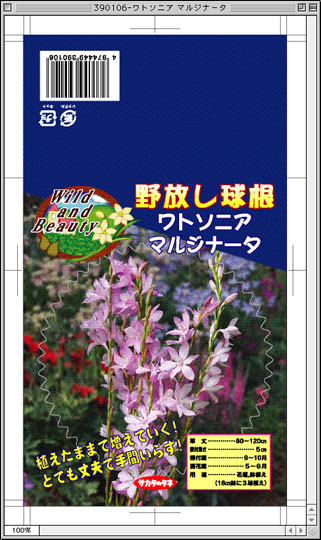 390106-ワトソニア マルジナータ
4 974449 390106
Wild
and
Beauty
野放し球根
ワトソニア
マルジナータ
植えたままで増えていく!
とても丈夫で手間いらず!
草丈…………80〜120cm
5cm
植付期…………9〜10月
開花期…………5〜6月
用途…………花壇、鉢植え
(18cm鉢に3球植え)
サカタのタネ
100%